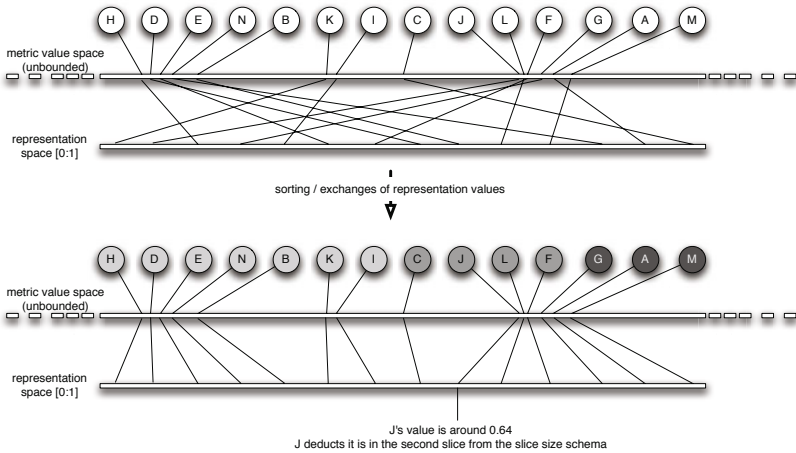 H D E N B K I C J L F G A M
metric value space
(unbounded)
representation
space [0:1]
sorting / exchanges of representation values
H D E N B K I C J L F G A M
metric value space
(unbounded)
representation
space [0:1]
J's value is around 0.64
J deducts it is in the second slice from the slice size schema